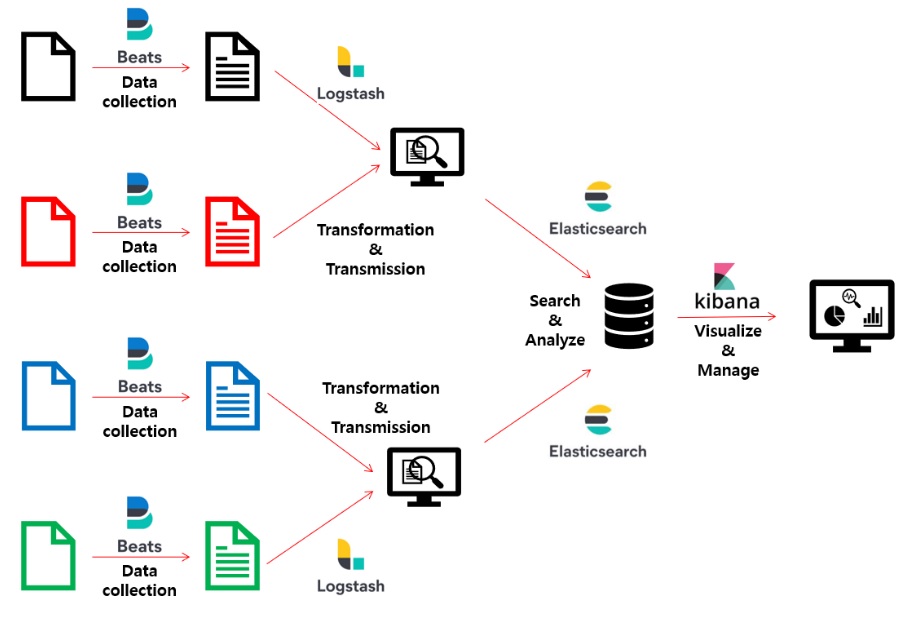 Beats
Data
collection
Logstash
Beats
Data
collection
Transformation
&
Transmission
Elasticsearch
Search
&
Analyze
kibana
Visualize
&
Manage
Beats
Data
collection
Transformation
&
Transmission
Elasticsearch
Beats
Data
collection
Logstash